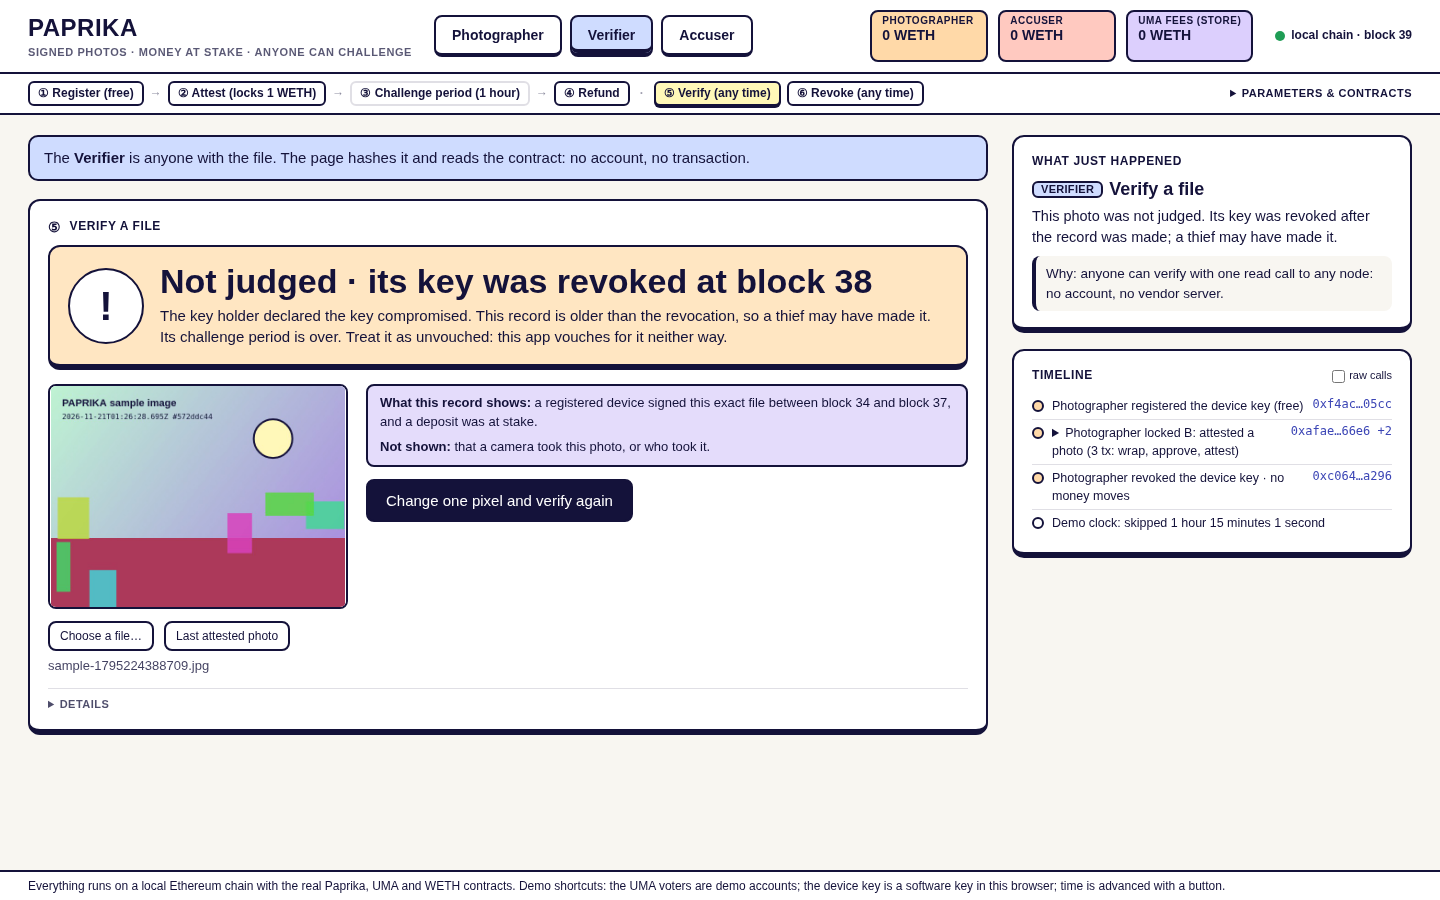 PAPRIKA
SIGNED PHOTOS · MONEY AT STAKE · ANYONE CAN CHALLENGE
Photographer
Verifier
Accuser
PHOTOGRAPHER
0 WETH
ACCUSER
0 WETH
UMA FEES (STORE)
0 WETH
local chain · block 39
① Register (free) → ② Attest (locks 1 WETH) → ③ Challenge period (1 hour) → ④ Refund · ⑤ Verify (any time) ⑥ Revoke (any time)
▶ PARAMETERS & CONTRACTS
The Verifier is anyone with the file. The page hashes it and reads the contract: no account, no transaction.
⑤ VERIFY A FILE
!
Not judged · its key was revoked at block 38
The key holder declared the key compromised. This record is older than the revocation, so a thief may have made it.
Its challenge period is over. Treat it as unvouched: this app vouches for it neither way.
PAPRIKA sample image
2026-11-21T01:26:28.695Z #572ddc44
What this record shows: a registered device signed this exact file between block 34 and block 37,
and a deposit was at stake.
Not shown: that a camera took this photo, or who took it.
Change one pixel and verify again
Choose a file…
Last attested photo
sample-1795224388709.jpg
▶ DETAILS
WHAT JUST HAPPENED
VERIFIER Verify a file
This photo was not judged. Its key was revoked after
the record was made; a thief may have made it.
Why: anyone can verify with one read call to any node:
no account, no vendor server.
TIMELINE
raw calls
Photographer registered the device key (free) 0xf4ac…05cc
▶ Photographer locked B: attested a 0xafae…66e6 +2
photo (3 tx: wrap, approve, attest)
Photographer revoked the device key · no 0xc064…a296
money moves
Demo clock: skipped 1 hour 15 minutes 1 second
Everything runs on a local Ethereum chain with the real Paprika, UMA and WETH contracts. Demo shortcuts: the UMA voters are demo accounts; the device key is a software key in this browser; time is advanced with a button.